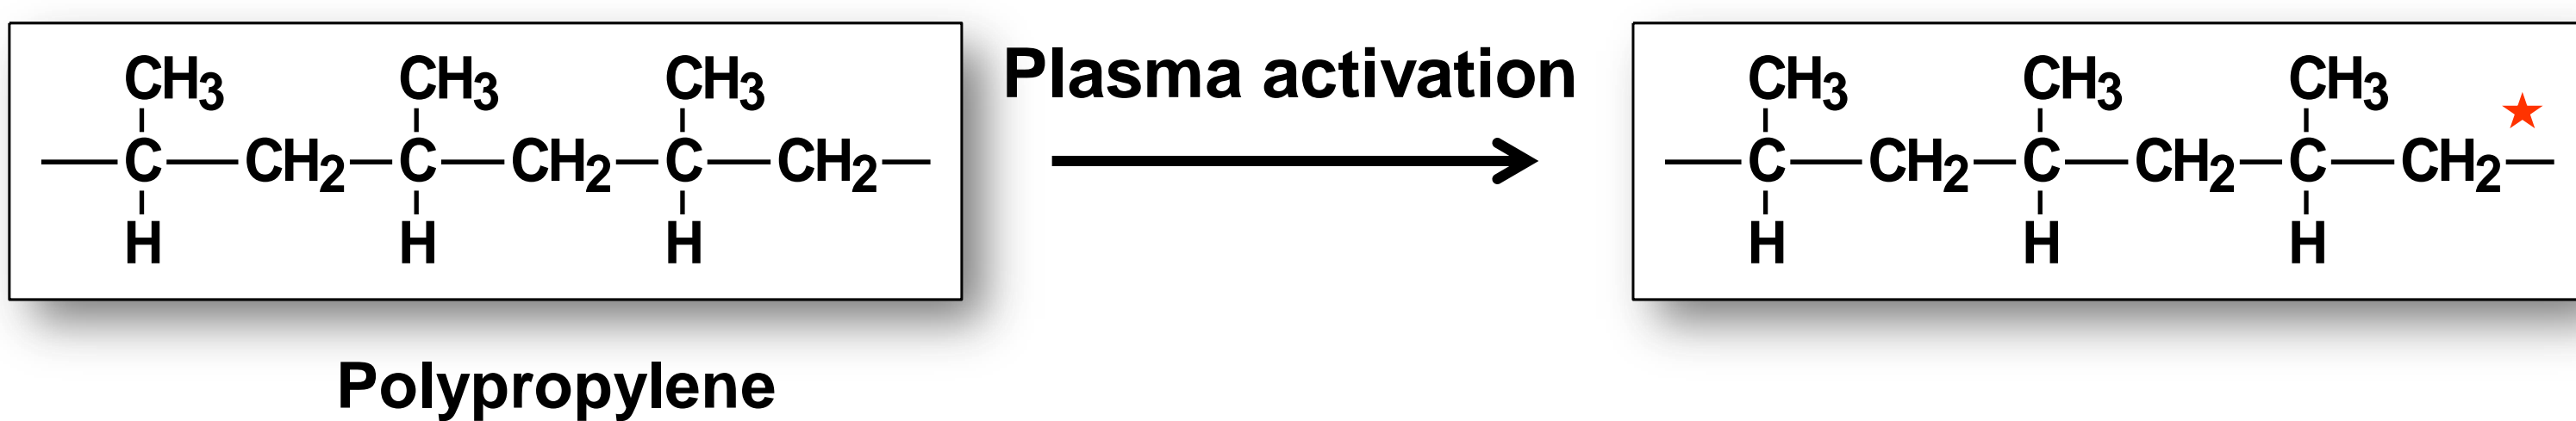 CH3 CH3 CH3 Plasma activation CH3 CH3 CH3
C CH2 C CH2 C CH2 C CH2 C CH2 C CH2
H H H H H H
Polypropylene